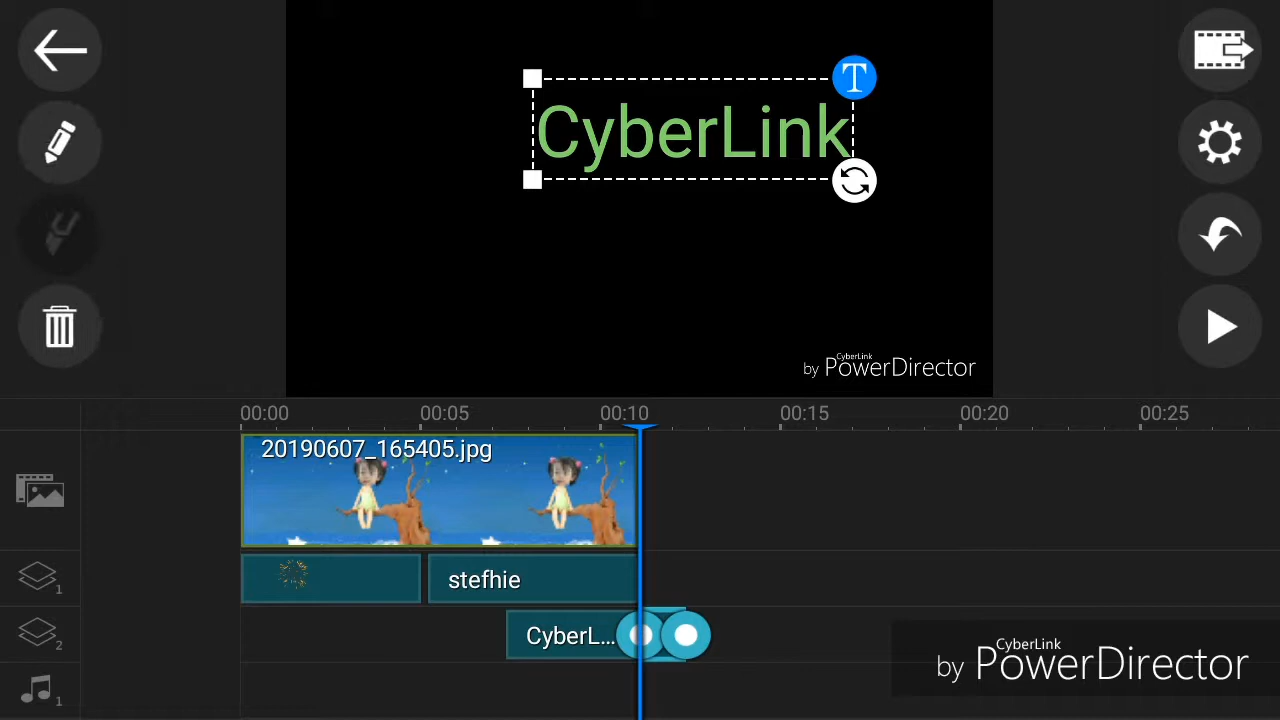 T
CyberLink
CyberLink
by PowerDirector
00:00 00:05 00:10 00:15 00:20 00:25
20190607_165405.jpg
1
stefhie
2
CyberL...
CyberLink
by PowerDirector
1